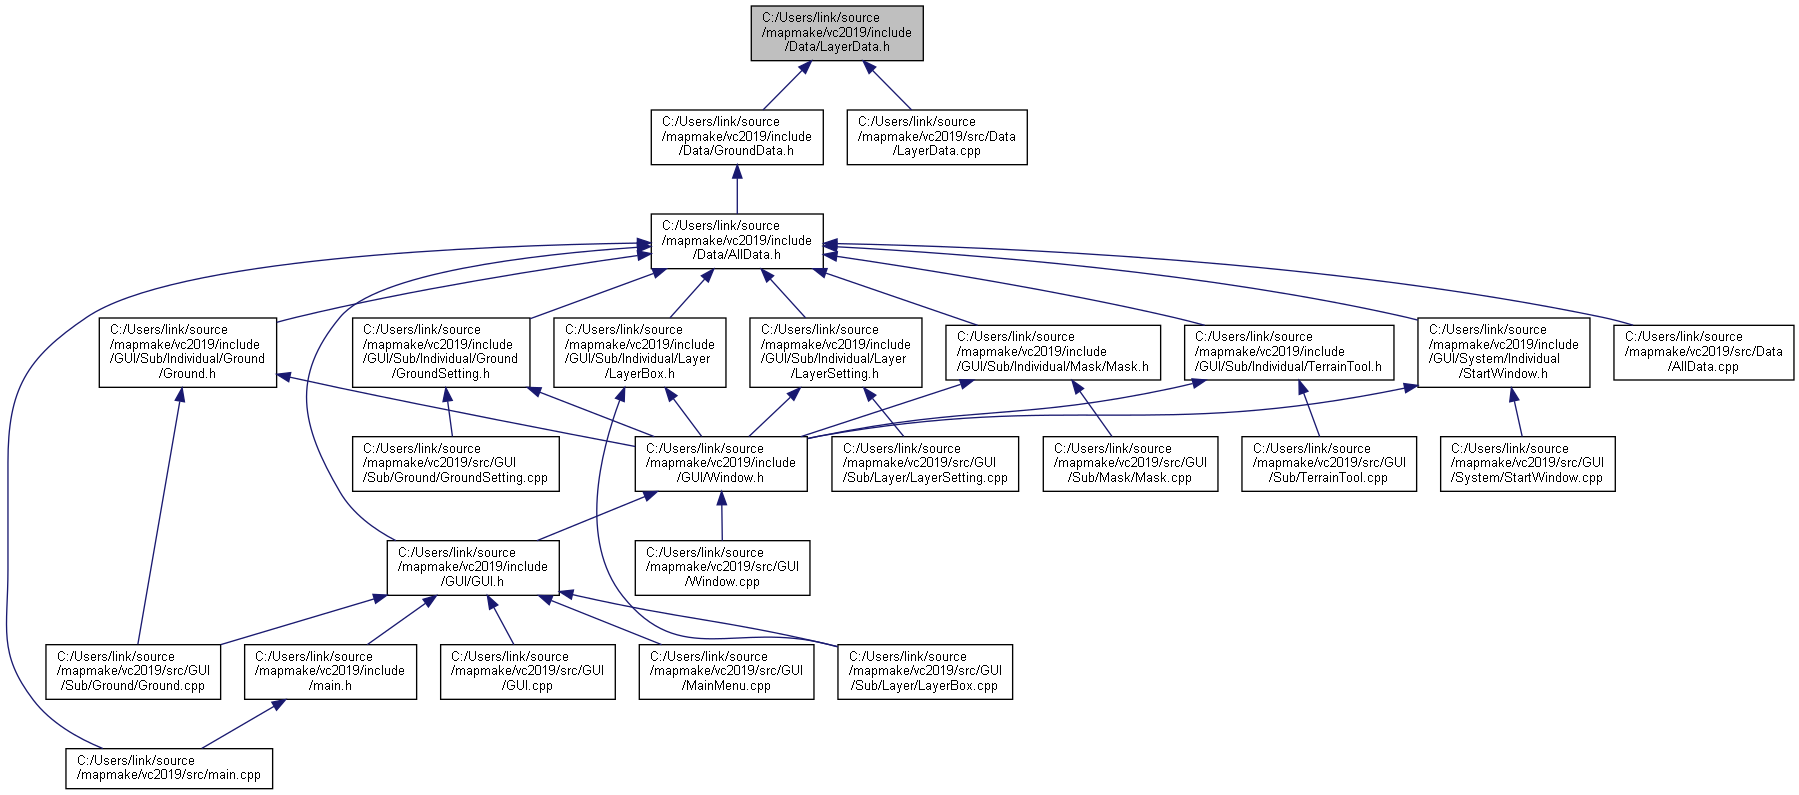 C:/Users/link/source
/mapmake/vc2019/include
/Data/LayerData.h
C:/Users/link/source
/mapmake/vc2019/include
/Data/GroundData.h
C:/Users/link/source
/mapmake/vc2019/src/Data
/LayerData.cpp
C:/Users/link/source
/mapmake/vc2019/include
/Data/AllData.h
C:/Users/link/source
/mapmake/vc2019/include
/GUI/Sub/Individual/Ground
/Ground.h
C:/Users/link/source
/mapmake/vc2019/include
/GUI/Sub/Individual/Ground
/GroundSetting.h
C:/Users/link/source
/mapmake/vc2019/include
/GUI/Sub/Individual/Layer
/LayerBox.h
C:/Users/link/source
/mapmake/vc2019/include
/GUI/Sub/Individual/Layer
/LayerSetting.h
C:/Users/link/source
/mapmake/vc2019/include
/GUI/Sub/Individual/Mask/Mask.h
C:/Users/link/source
/mapmake/vc2019/include
/GUI/Sub/Individual/TerrainTool.h
C:/Users/link/source
/mapmake/vc2019/include
/GUI/System/Individual
/StartWindow.h
C:/Users/link/source
/mapmake/vc2019/src/Data
/AllData.cpp
C:/Users/link/source
/mapmake/vc2019/src/GUI
/Sub/Ground/GroundSetting.cpp
C:/Users/link/source
/mapmake/vc2019/include
/GUI/Window.h
C:/Users/link/source
/mapmake/vc2019/src/GUI
/Sub/Layer/LayerSetting.cpp
C:/Users/link/source
/mapmake/vc2019/src/GUI
/Sub/Mask/Mask.cpp
C:/Users/link/source
/mapmake/vc2019/src/GUI
/Sub/TerrainTool.cpp
C:/Users/link/source
/mapmake/vc2019/src/GUI
/System/StartWindow.cpp
C:/Users/link/source
/mapmake/vc2019/include
/GUI/GUI.h
C:/Users/link/source
/mapmake/vc2019/src/GUI
/Window.cpp
C:/Users/link/source
/mapmake/vc2019/src/GUI
/Sub/Ground/Ground.cpp
C:/Users/link/source
/mapmake/vc2019/include
/main.h
C:/Users/link/source
/mapmake/vc2019/src/GUI
/GUI.cpp
C:/Users/link/source
/mapmake/vc2019/src/GUI
/MainMenu.cpp
C:/Users/link/source
/mapmake/vc2019/src/GUI
/Sub/Layer/LayerBox.cpp
C:/Users/link/source
/mapmake/vc2019/src/main.cpp